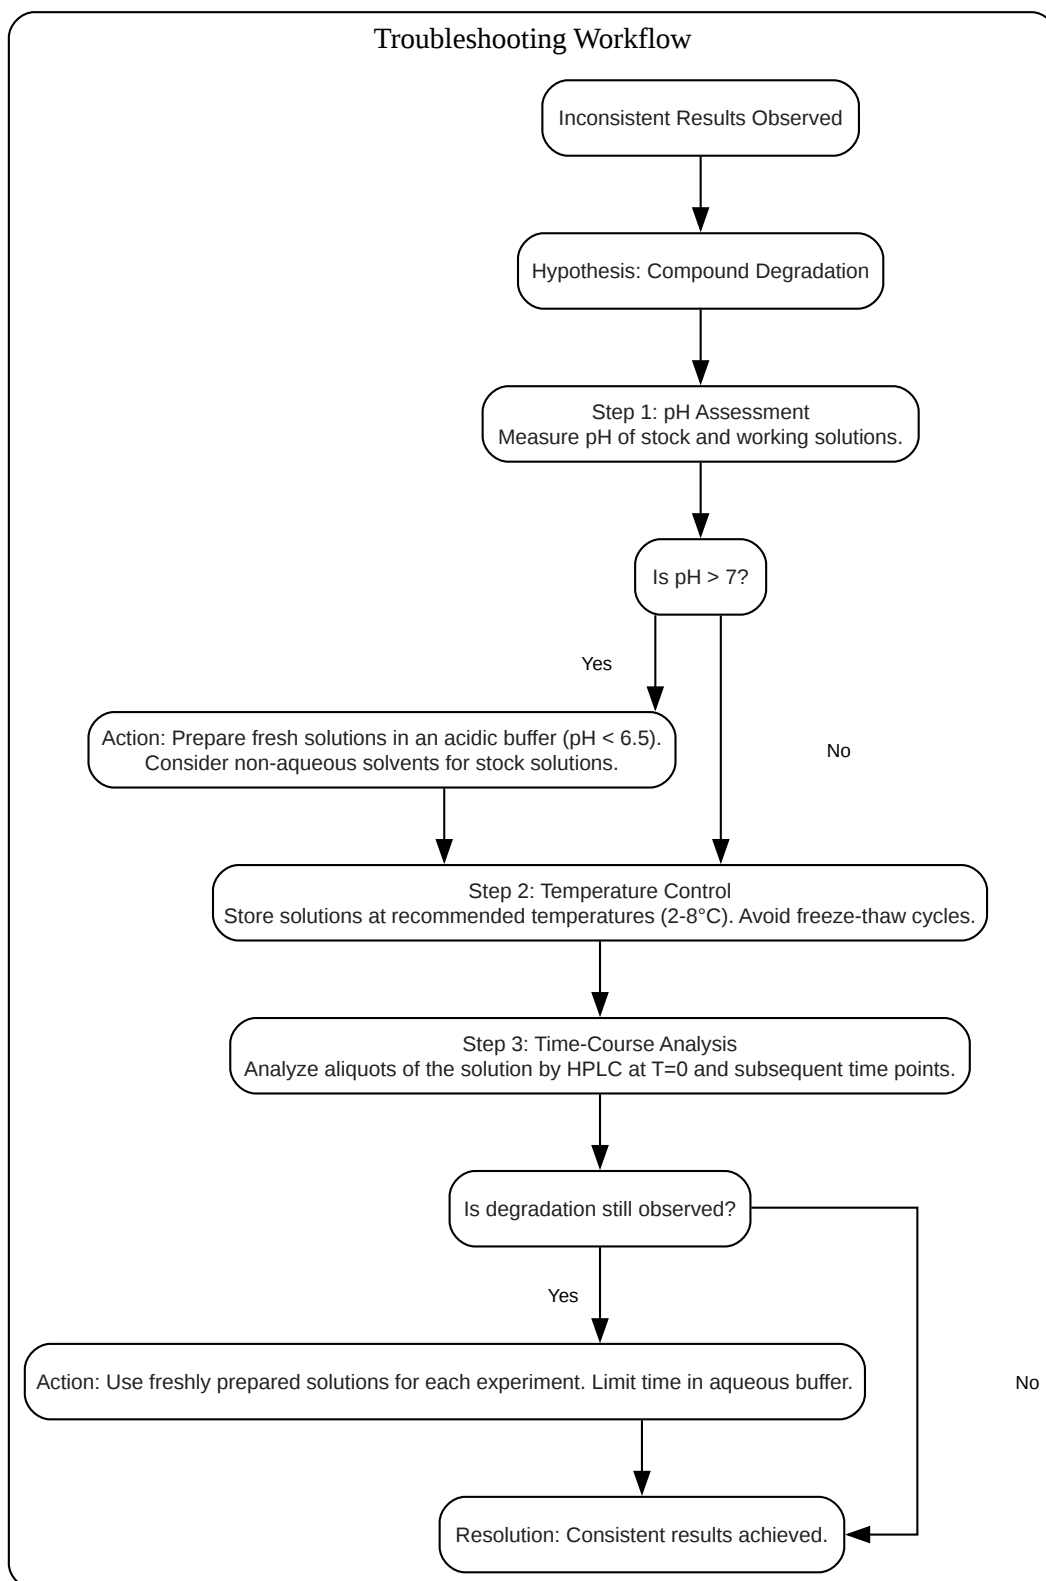 Troubleshooting Workflow
Inconsistent Results Observed
Hypothesis: Compound Degradation
Step 1: pH Assessment
Measure pH of stock and working solutions.
Is pH > 7?
Yes
Action: Prepare fresh solutions in an acidic buffer (pH < 6.5).
Consider non-aqueous solvents for stock solutions.
No
Step 2: Temperature Control
Store solutions at recommended temperatures (2-8°C). Avoid freeze-thaw cycles.
Step 3: Time-Course Analysis
Analyze aliquots of the solution by HPLC at T=0 and subsequent time points.
Is degradation still observed?
Yes
Action: Use freshly prepared solutions for each experiment. Limit time in aqueous buffer.
No
Resolution: Consistent results achieved.